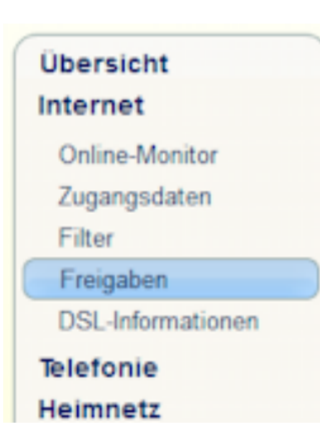 Übersicht
Internet
Online-Monitor
Zugangsdaten
Filter
Freigaben
DSL-Informationen
Telefonie
Heimnetz